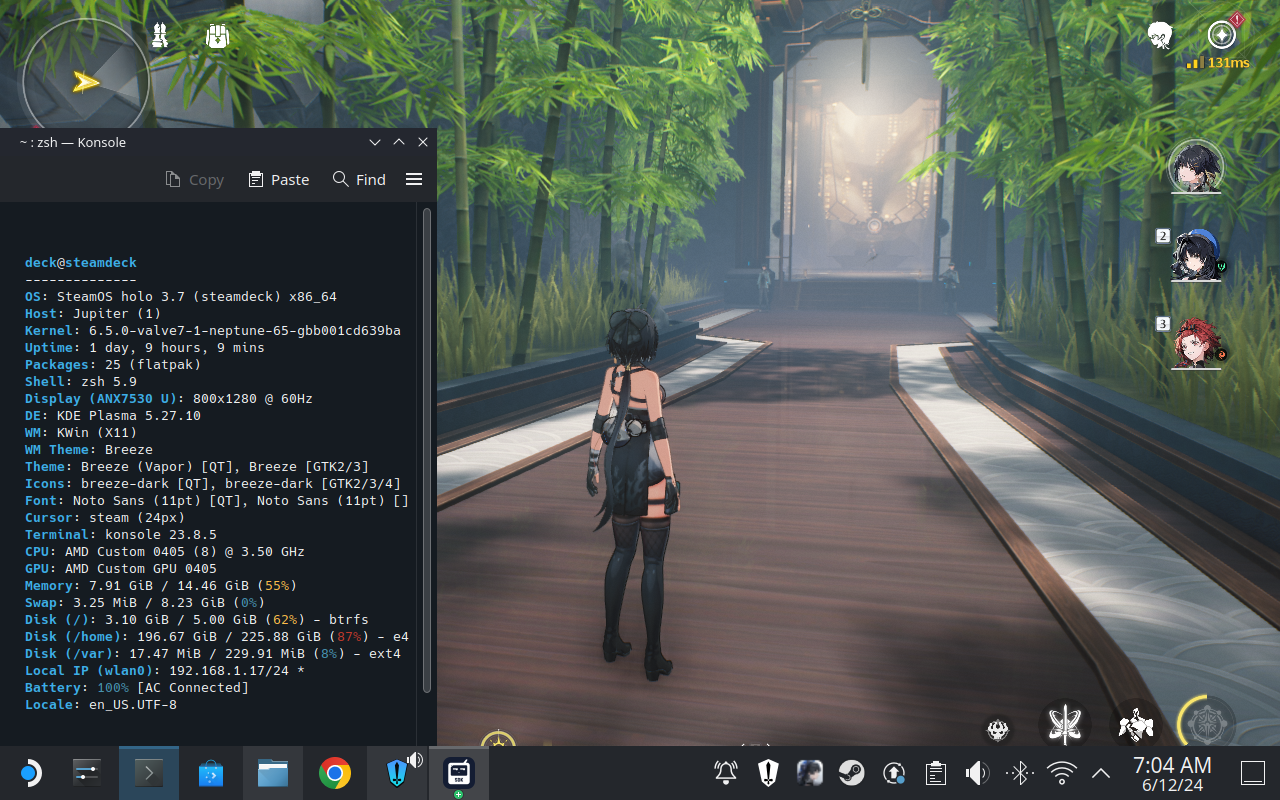 131ms
~ : zsh — Konsole
Copy
Paste
Find
deck@steamdeck
--------------
OS: SteamOS holo 3.7 (steamdeck) x86_64
Host: Jupiter (1)
Kernel: 6.5.0-valve7-1-neptune-65-gbb001cd639ba
Uptime: 1 day, 9 hours, 9 mins
Packages: 25 (flatpak)
Shell: zsh 5.9
Display (ANX7530 U): 800x1280 @ 60Hz
DE: KDE Plasma 5.27.10
WM: KWin (X11)
WM Theme: Breeze
Theme: Breeze (Vapor) [QT], Breeze [GTK2/3]
Icons: breeze-dark [QT], breeze-dark [GTK2/3/4]
Font: Noto Sans (11pt) [QT], Noto Sans (11pt) []
Cursor: steam (24px)
Terminal: konsole 23.8.5
CPU: AMD Custom 0405 (8) @ 3.50 GHz
GPU: AMD Custom GPU 0405
Memory: 7.91 GiB / 14.46 GiB (55%)
Swap: 3.25 MiB / 8.23 GiB (0%)
Disk (/): 3.10 GiB / 5.00 GiB (62%) – btrfs
Disk (/home): 196.67 GiB / 225.88 GiB (87%) – e4
Disk (/var): 17.47 MiB / 229.91 MiB (8%) – ext4
Local IP (wlan0): 192.168.1.17/24 *
Battery: 100% [AC Connected]
Locale: en_US.UTF-8
2
3
SDK
7:04 AM
6/12/24